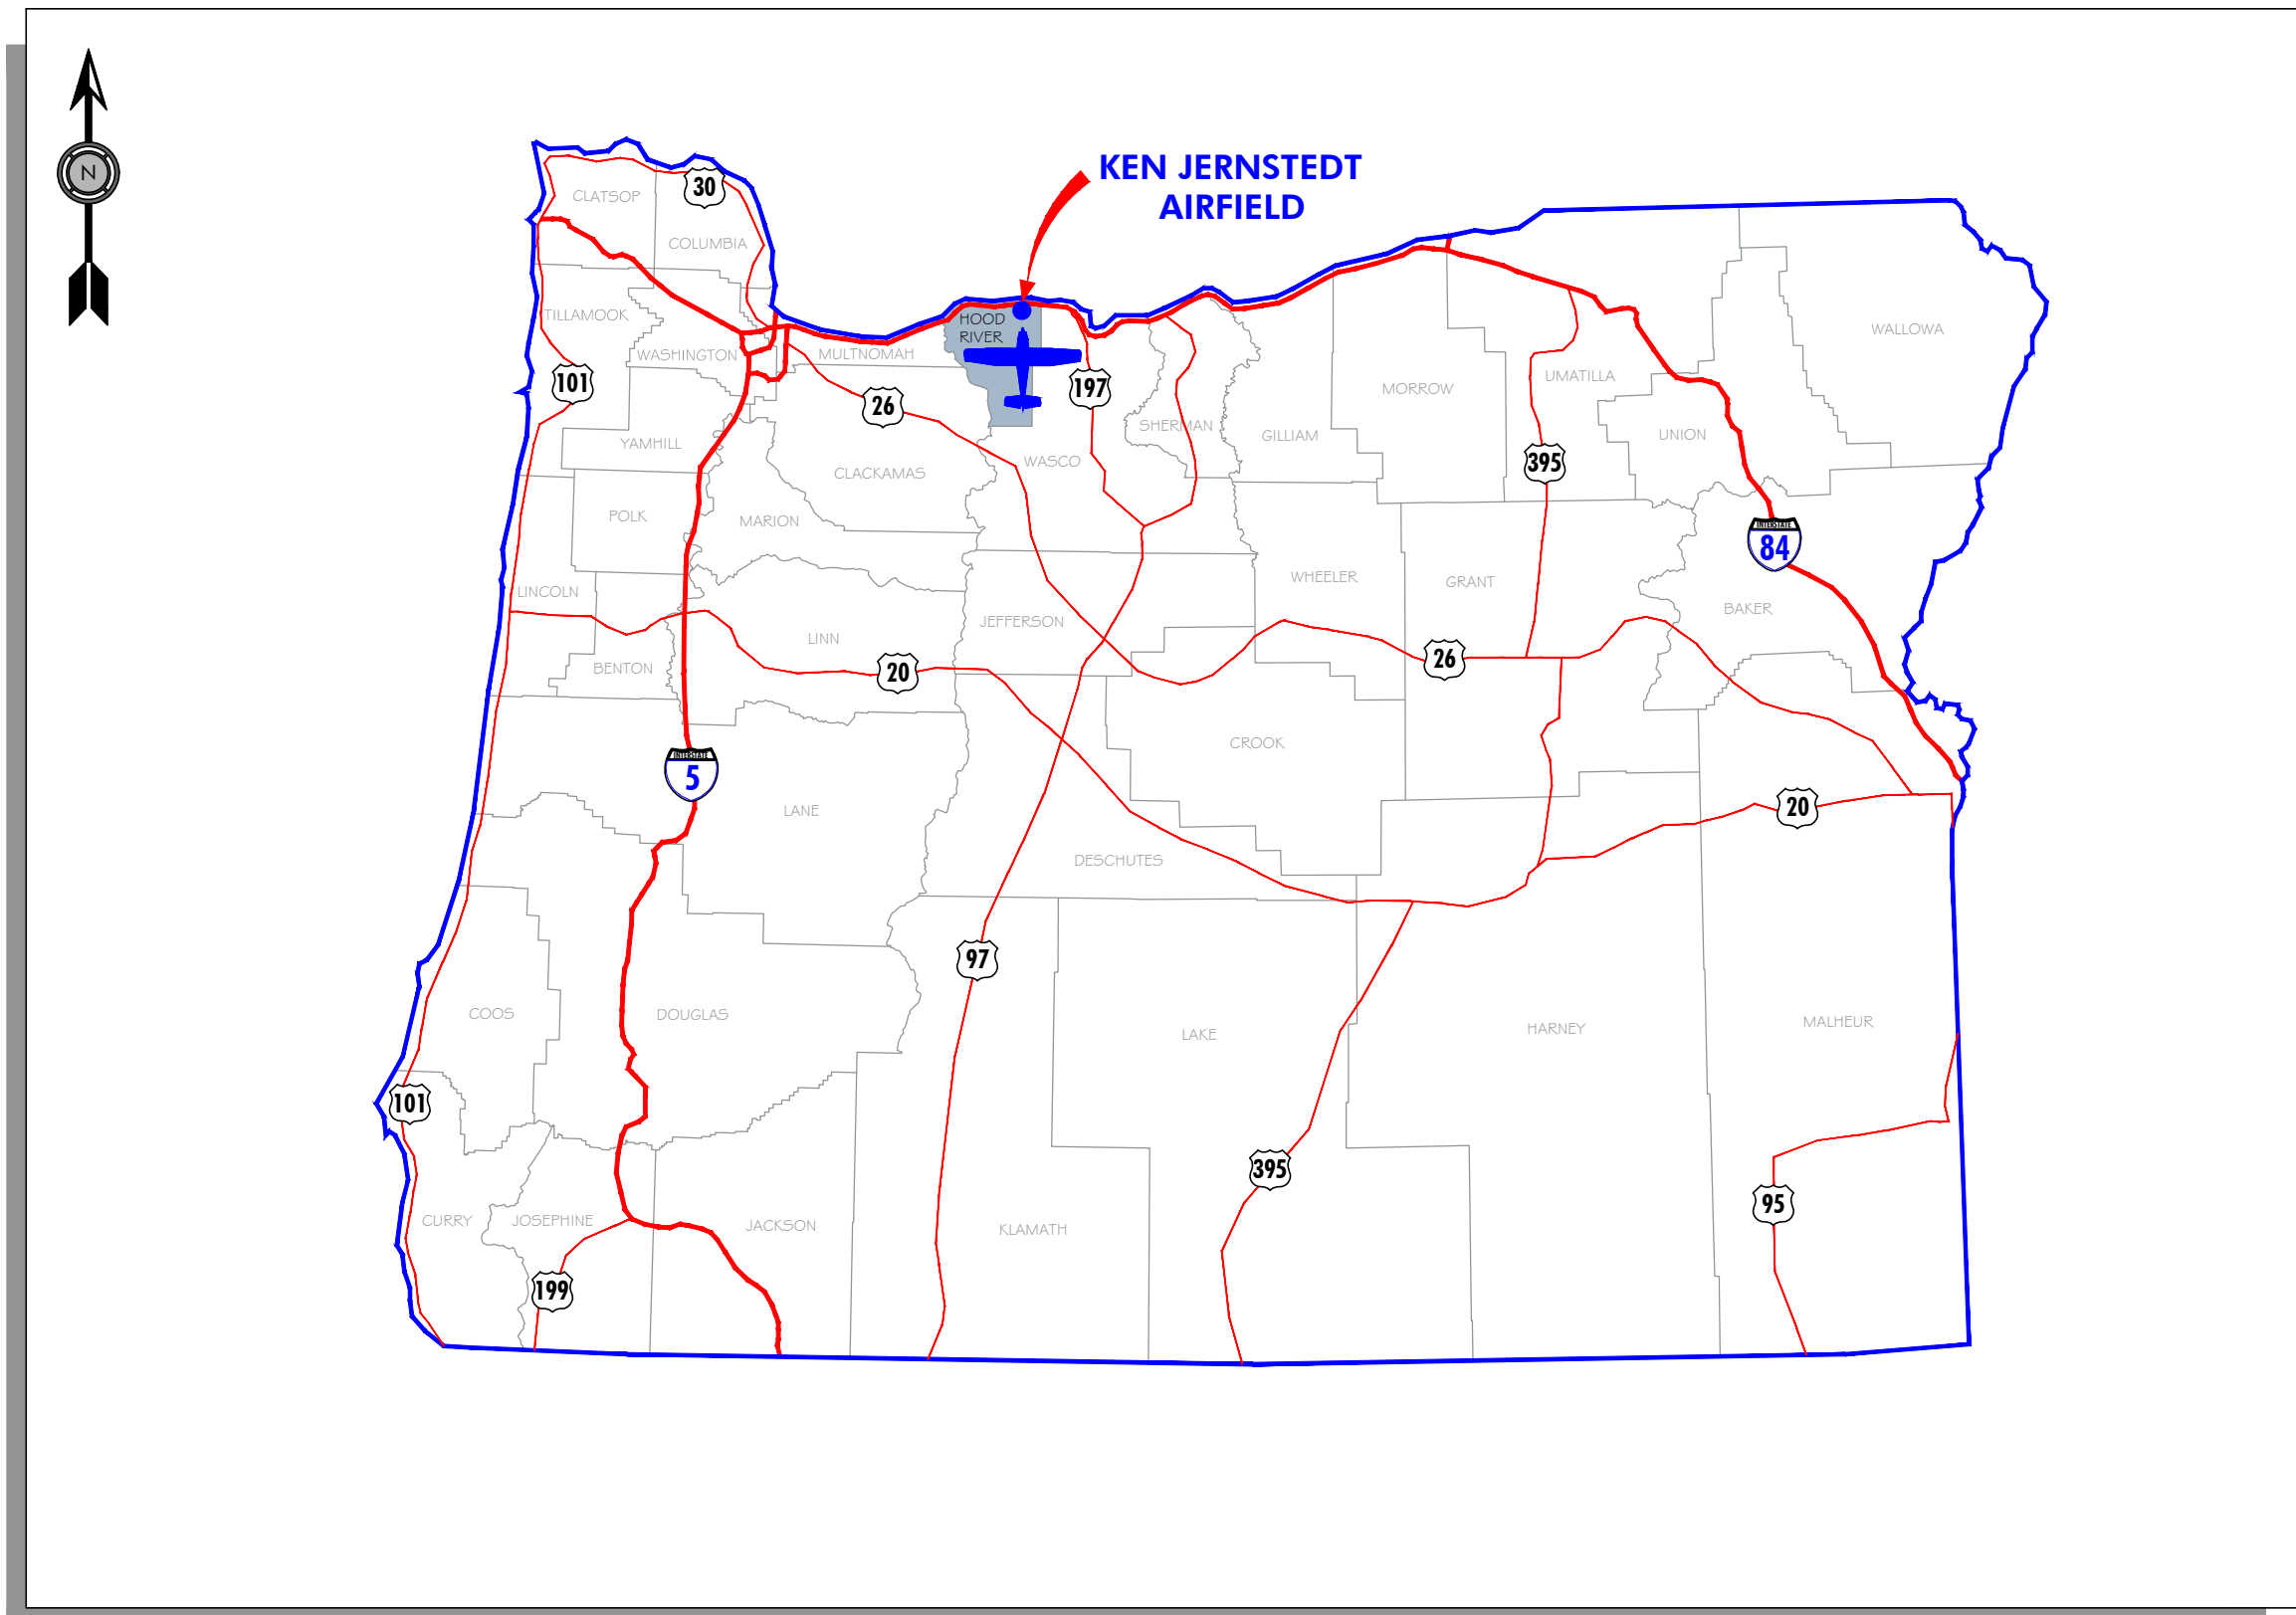 N
KEN JERNSTEDT
AIRFIELD
30
CLATSOP
COLUMBIA
HOOD
RIVER
TILLAMOOK
WALLOWA
WASHINGTON
MULTNOMAH
UMATILLA
101
197
MORROW
26
SHERMAN
GILLIAM
UNION
YAMHILL
WASCO
395
CLACKAMAS
POLK
MARION
INTERSTATE
84
WHEELER
GRANT
LINCOLN
BAKER
JEFFERSON
LINN
BENTON
20
26
CROOK
INTERSTATE
5
LANE
20
DESCHUTES
97
COOS
DOUGLAS
LAKE
HARNEY
MALHEUR
101
395
95
CURRY
JOSEPHINE
JACKSON
KLAMATH
199